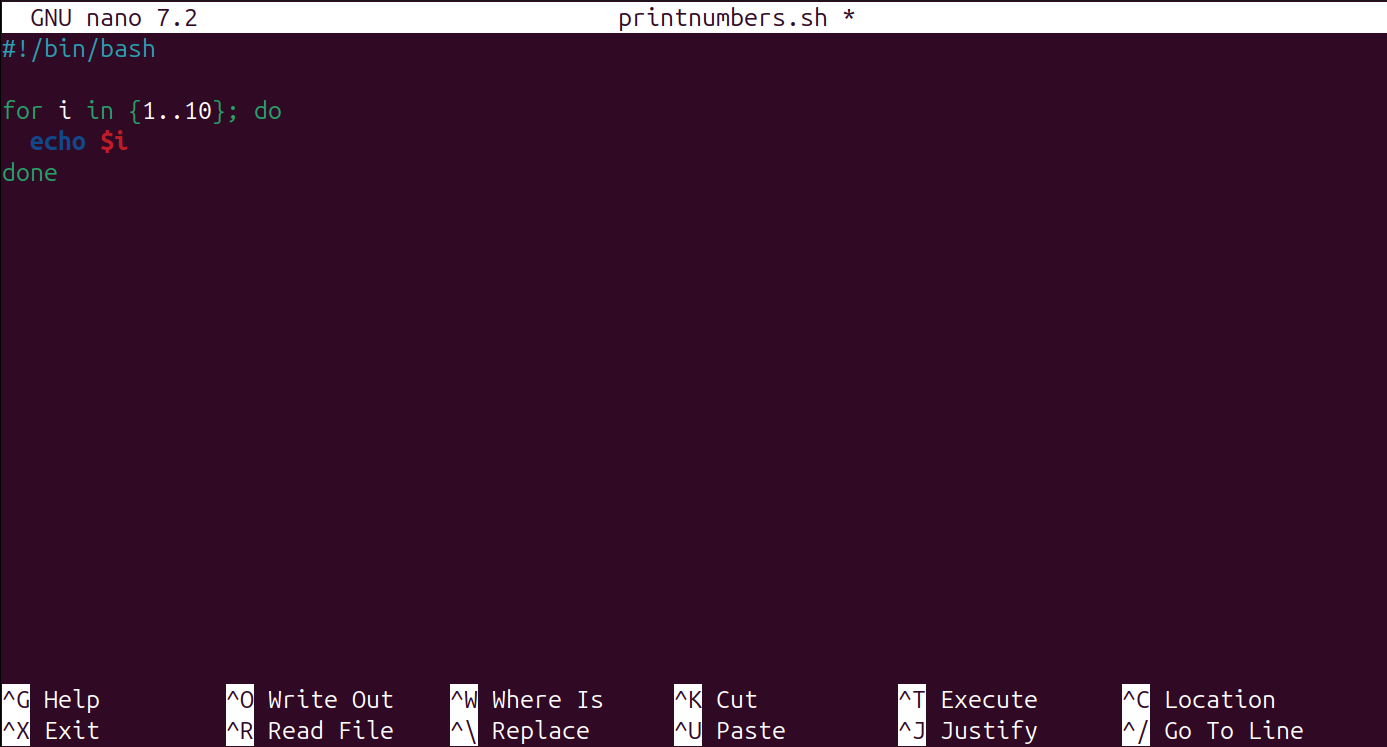 GNU nano 7.2 printnumbers.sh *
#!/bin/bash
for i in {1..10}; do
  echo $i
done
^G Help ^O Write Out ^W Where Is ^K Cut ^T Execute ^C Location
^X Exit ^R Read File ^\ Replace ^U Paste ^J Justify ^/ Go To Line